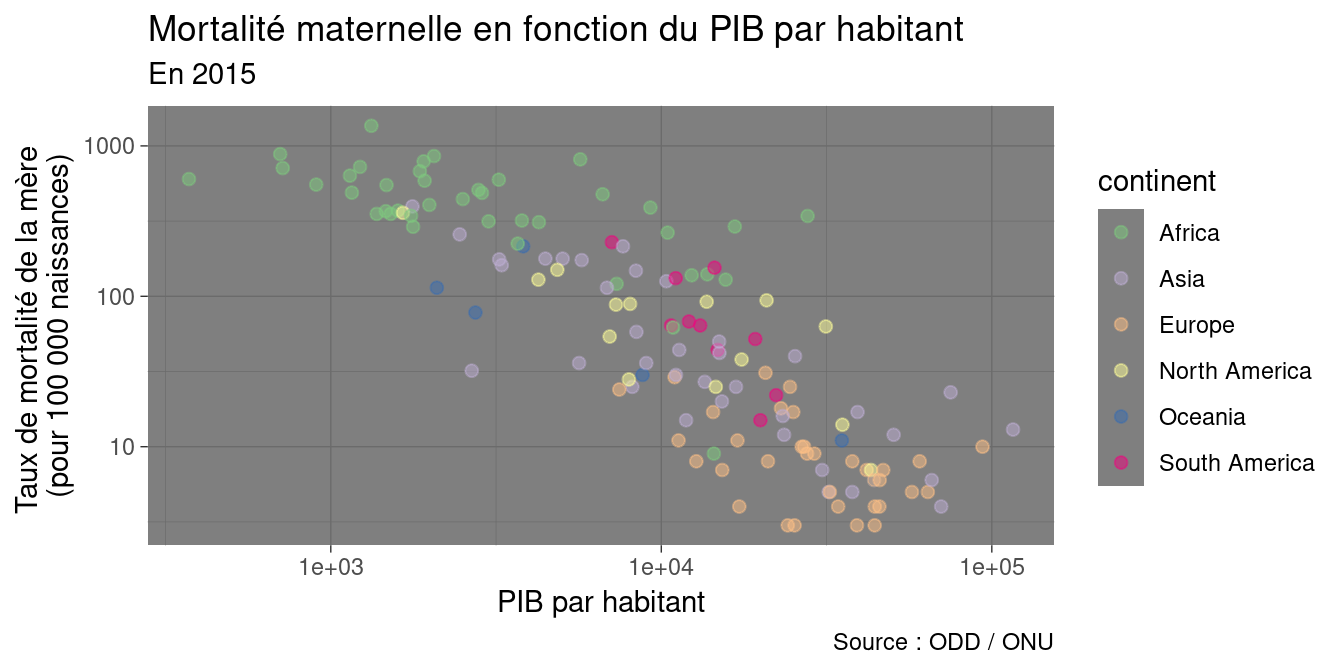 Mortalité maternelle en fonction du PIB par habitant
En 2015
Taux de mortalité de la mère
(pour 100 000 naissances)
1000
100
10
1e+03
1e+04
1e+05
PIB par habitant
continent
Africa
Asia
Europe
North America
Oceania
South America
Source : ODD / ONU